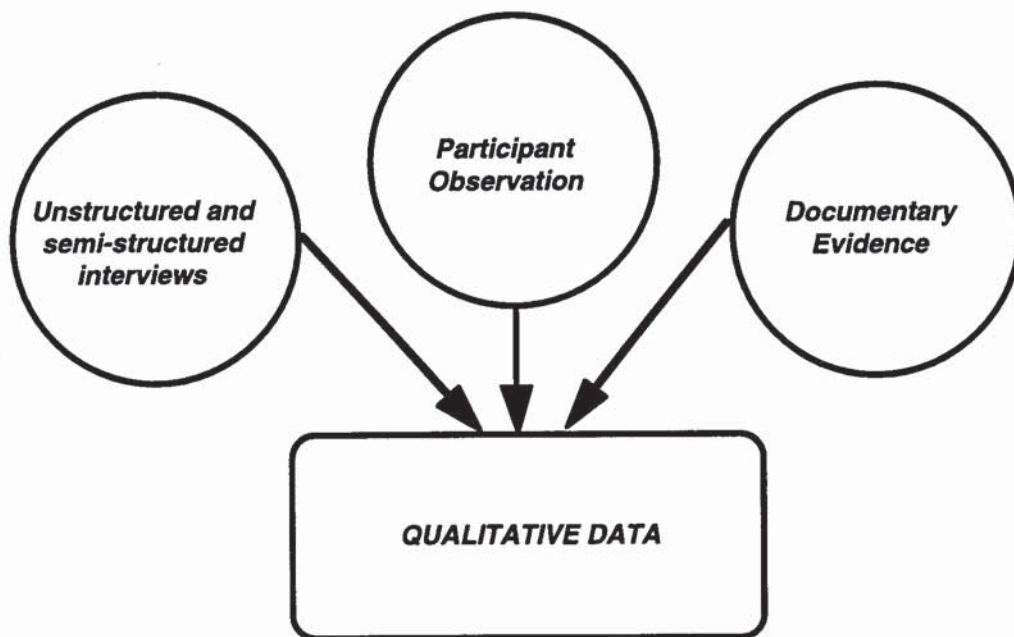 Unstructured and
semi-structured
interviews
Participant
Observation
Documentary
Evidence
QUALITATIVE DATA